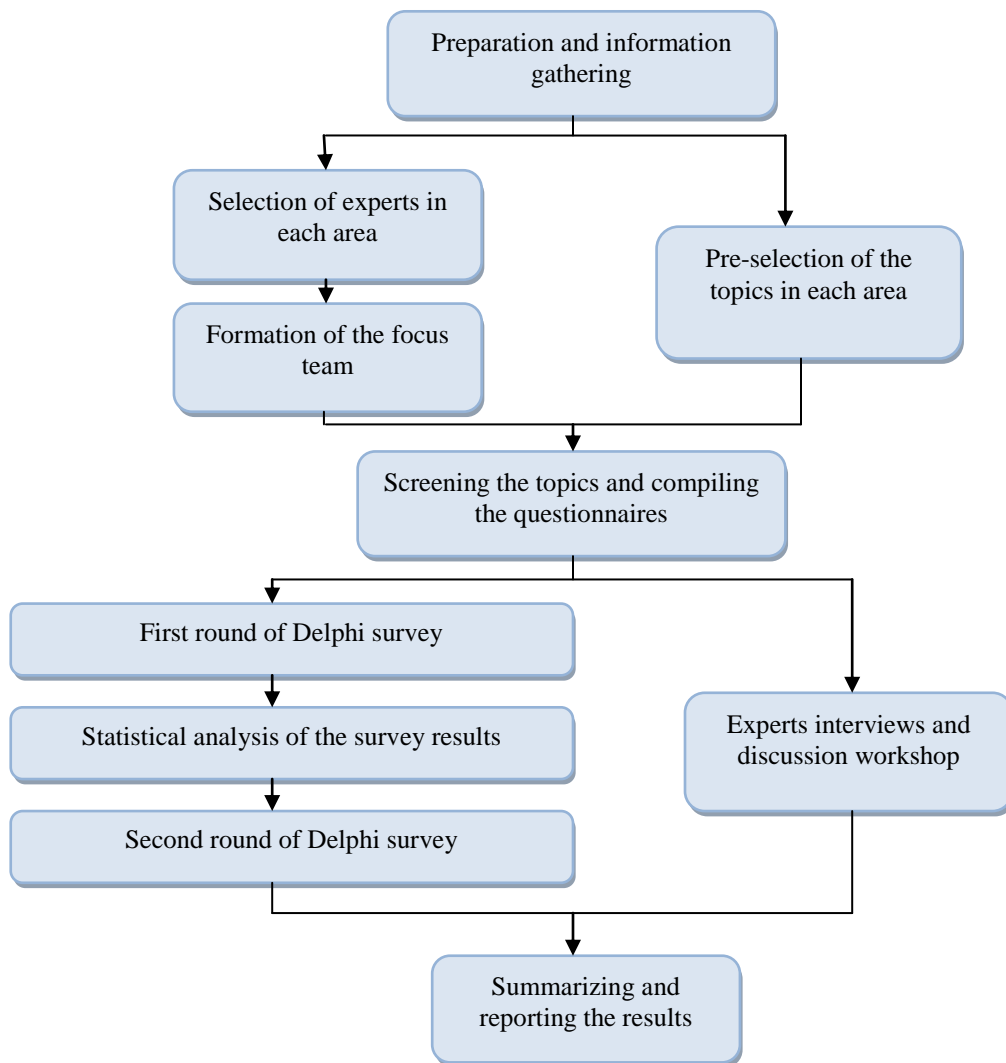 Preparation and information
gathering
Selection of experts in
each area
Pre-selection of the
topics in each area
Formation of the focus
team
Screening the topics and compiling
the questionnaires
First round of Delphi survey
Statistical analysis of the survey results
Experts interviews and
discussion workshop
Second round of Delphi survey
Summarizing and
reporting the results